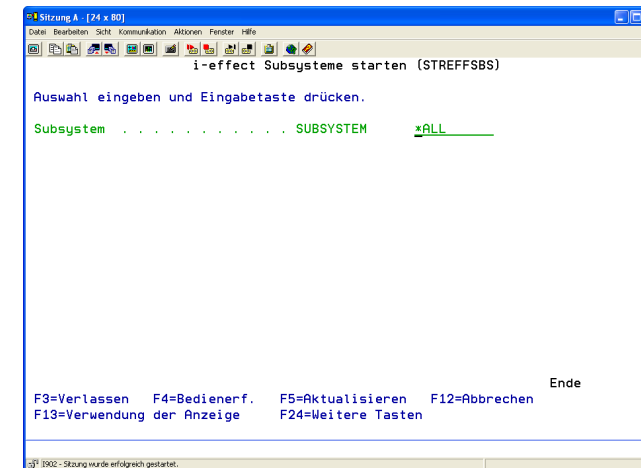 Sitzung A - [24 x 80]
Datei Bearbeiten Sicht Kommunikation Aktionen Fenster Hilfe
i-effect Subsysteme starten (STREFFSBS)
Auswahl eingeben und Eingabetaste drücken.
Subsystem . . . . . . . . . . . SUBSYSTEM *ALL
Ende
F3=Verlassen F4=Bedienerf. F5=Aktualisieren F12=Abbrechen
F13=Verwendung der Anzeige F24=Weitere Tasten
I902 - Sitzung wurde erfolgreich gestartet.